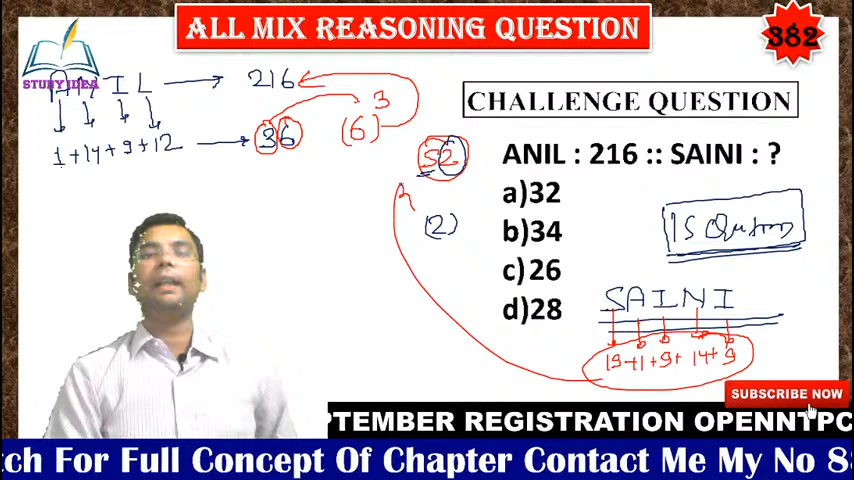 ALL MIX REASONING QUESTION
382
STUDY IDEA
I L → 216
1+14+9+12 → 36
(6)3
52
(2)
CHALLENGE QUESTION
ANIL : 216 :: SAINI : ?
a)32
b)34
c)26
d)28
15 Question
SAINI
19+1+9+14+9
SUBSCRIBE NOW
PTEMBER REGISTRATION OPENNTPC
tch For Full Concept Of Chapter Contact Me My No 8